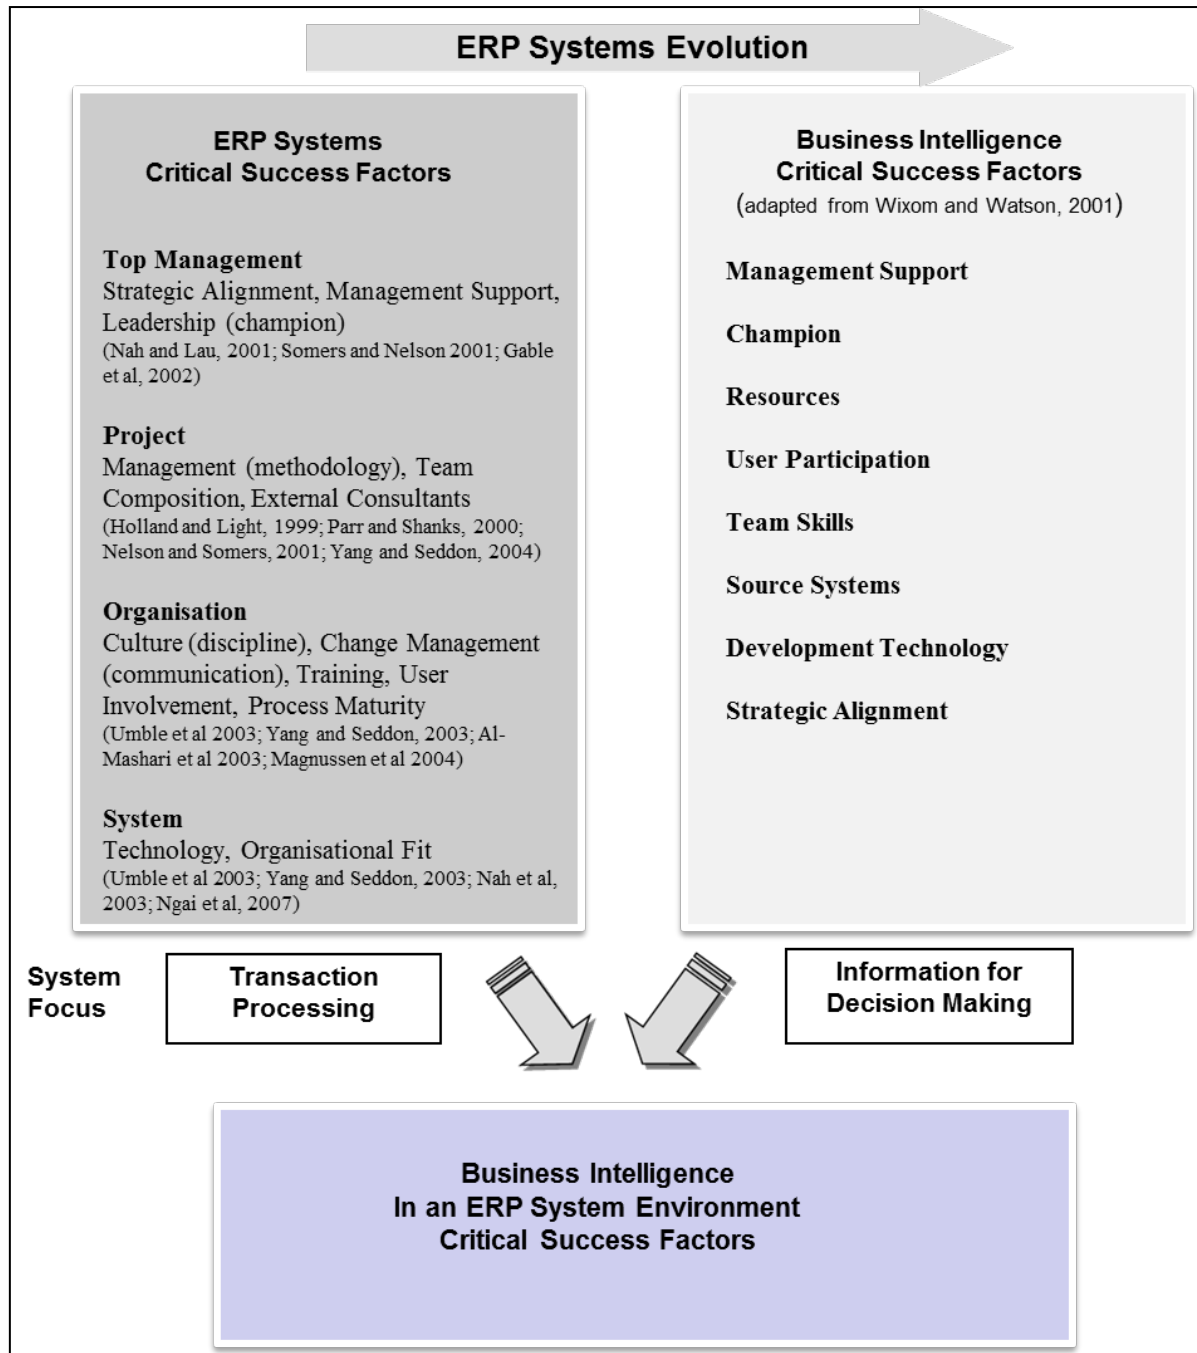 ERP Systems Evolution
ERP Systems
Critical Success Factors
Top Management
Strategic Alignment, Management Support,
Leadership (champion)
(Nah and Lau, 2001; Somers and Nelson 2001; Gable
et al, 2002)
Project
Management (methodology), Team
Composition, External Consultants
(Holland and Light, 1999; Parr and Shanks, 2000;
Nelson and Somers, 2001; Yang and Seddon, 2004)
Organisation
Culture (discipline), Change Management
(communication), Training, User
Involvement, Process Maturity
(Umble et al 2003; Yang and Seddon, 2003; Al-
Mashari et al 2003; Magnussen et al 2004)
System
Technology, Organisational Fit
(Umble et al 2003; Yang and Seddon, 2003; Nah et al,
2003; Ngai et al, 2007)
Business Intelligence
Critical Success Factors
(adapted from Wixom and Watson, 2001)
Management Support
Champion
Resources
User Participation
Team Skills
Source Systems
Development Technology
Strategic Alignment
System
Focus
Transaction
Processing
Information for
Decision Making
Business Intelligence
In an ERP System Environment
Critical Success Factors